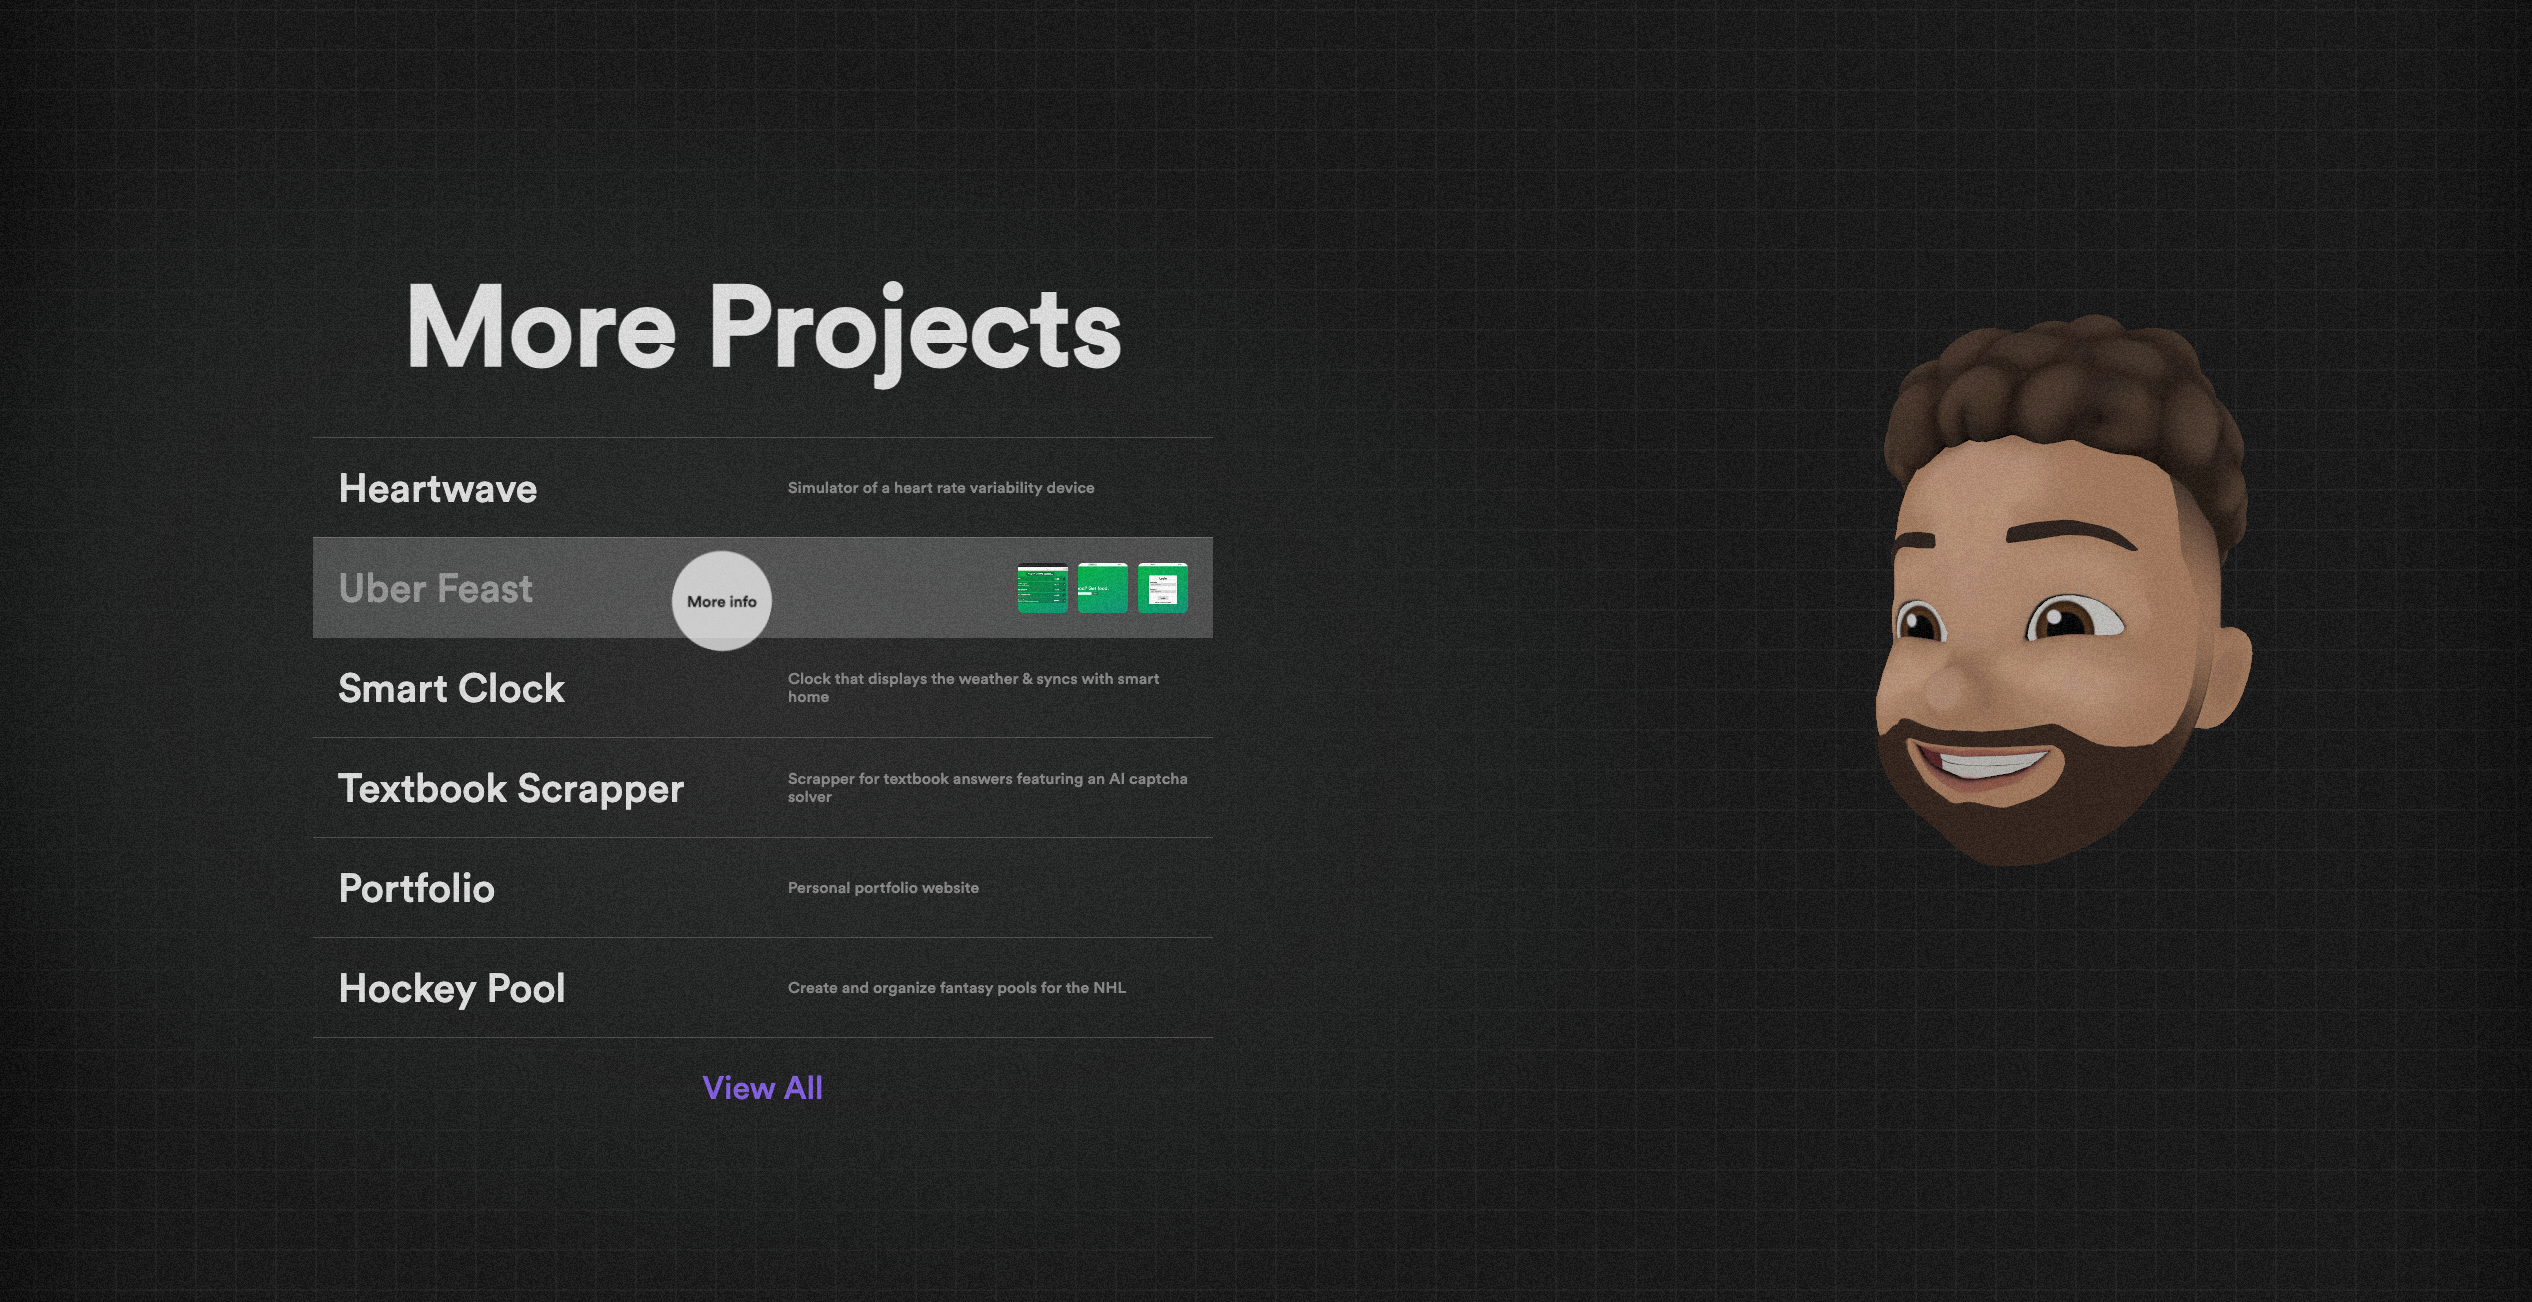 More Projects
Heartwave
Simulator of a heart rate variability device
Uber Feast
More info
Smart Clock
Clock that displays the weather & syncs with smart
home
Textbook Scrapper
Scrapper for textbook answers featuring an AI captcha
solver
Portfolio
Personal portfolio website
Hockey Pool
Create and organize fantasy pools for the NHL
View All